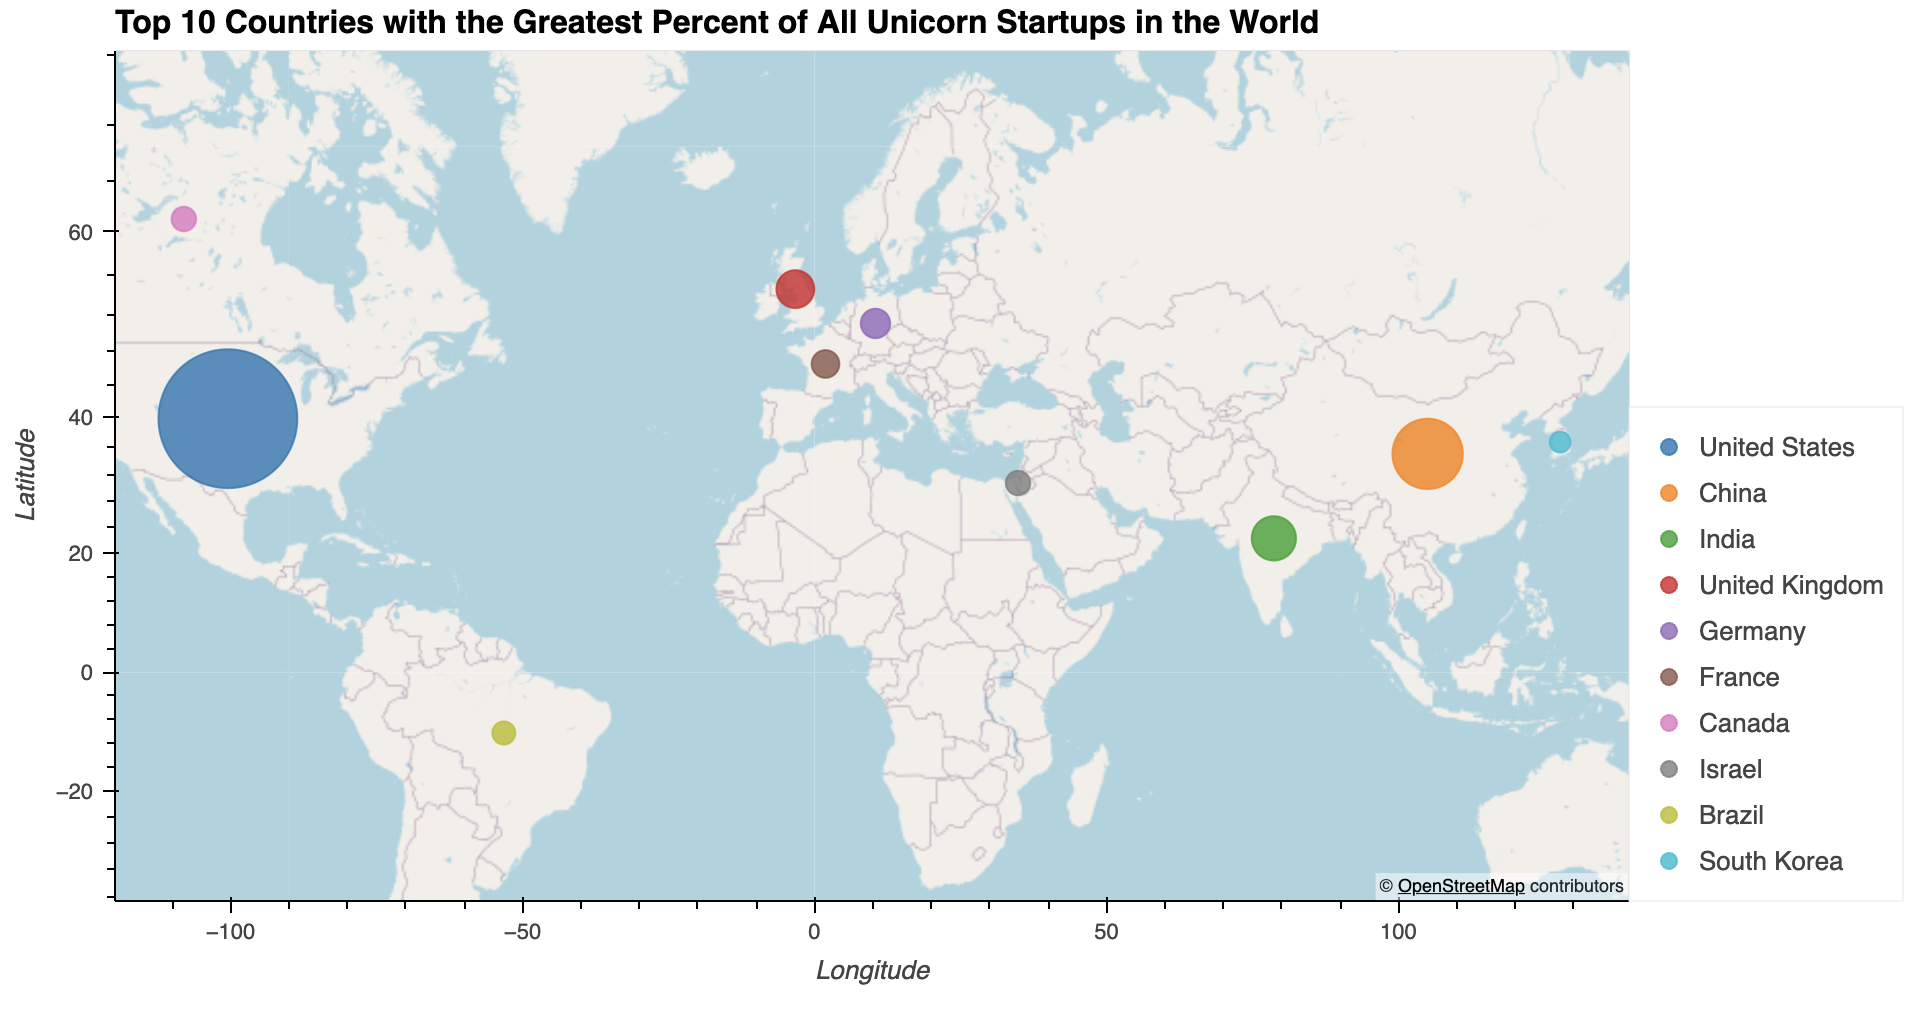 Top 10 Countries with the Greatest Percent of All Unicorn Startups in the World
Latitude
60
40
20
0
−20
−100
−50
0
50
100
Longitude
United States
China
India
United Kingdom
Germany
France
Canada
Israel
Brazil
South Korea
© OpenStreetMap contributors